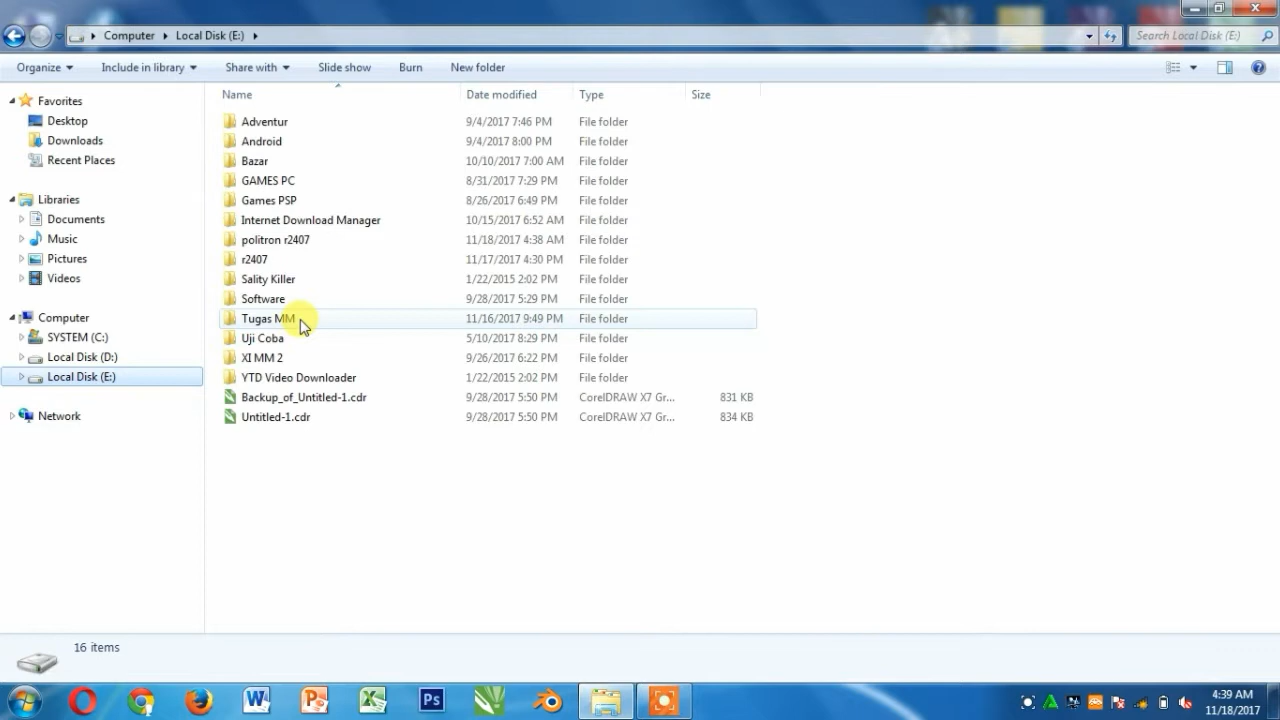 Computer Local Disk (E:) Search Local Disk (E:)
Organize Include in library Share with Slide show Burn New folder
Favorites
Desktop
Downloads
Recent Places
Libraries
Documents
Music
Pictures
Videos
Computer
SYSTEM (C:)
Local Disk (D:)
Local Disk (E:)
Network
Name Date modified Type Size
Adventur 9/4/2017 7:46 PM File folder
Android 9/4/2017 8:00 PM File folder
Bazar 10/10/2017 7:00 AM File folder
GAMES PC 8/31/2017 7:29 PM File folder
Games PSP 8/26/2017 6:49 PM File folder
Internet Download Manager 10/15/2017 6:52 AM File folder
politron r2407 11/18/2017 4:38 AM File folder
r2407 11/17/2017 4:30 PM File folder
Sality Killer 1/22/2015 2:02 PM File folder
Software 9/28/2017 5:29 PM File folder
Tugas MM 11/16/2017 9:49 PM File folder
Uji Coba 5/10/2017 8:29 PM File folder
XI MM 2 9/26/2017 6:22 PM File folder
YTD Video Downloader 1/22/2015 2:02 PM File folder
Backup_of_Untitled-1.cdr 9/28/2017 5:50 PM CorelDRAW X7 Gr... 831 KB
Untitled-1.cdr 9/28/2017 5:50 PM CorelDRAW X7 Gr... 834 KB
16 items
Ps
4:39 AM
11/18/2017